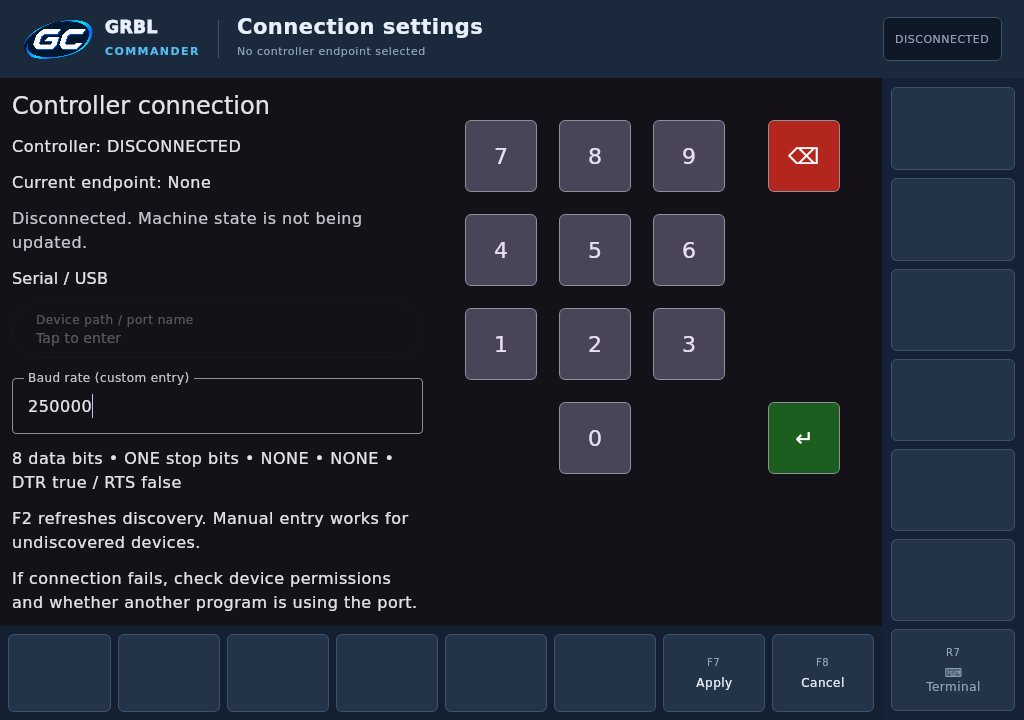 GC
GRBL
COMMANDER
Connection settings
No controller endpoint selected
DISCONNECTED
Controller connection
Controller: DISCONNECTED
Current endpoint: None
Disconnected. Machine state is not being
updated.
Serial / USB
Device path / port name
Tap to enter
Baud rate (custom entry)
250000
8 data bits • ONE stop bits • NONE • NONE •
DTR true / RTS false
F2 refreshes discovery. Manual entry works for
undiscovered devices.
If connection fails, check device permissions
and whether another program is using the port.
7 8 9 ⌫
4 5 6
1 2 3
0 ↵
F7
Apply
F8
Cancel
R7
⌨
Terminal